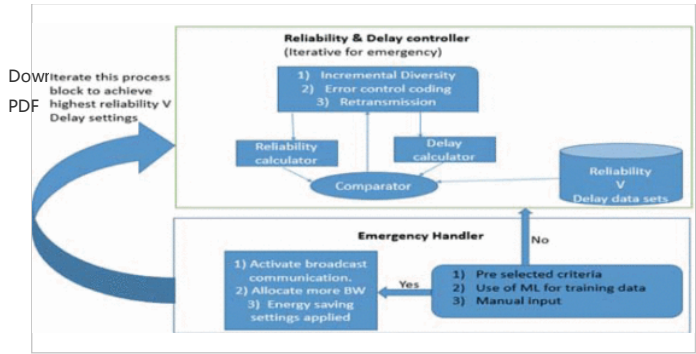 Reliability & Delay controller
(Iterative for emergency)
Iterate this process
block to achieve
highest reliability V
Delay settings
PDF
1) Incremental Diversity
2) Error control coding
3) Retransmission
Reliability
calculator
Delay
calculator
Comparator
Reliability
V
Delay data sets
No
Emergency Handler
1) Activate broadcast
communication.
2) Allocate more BW
3) Energy saving
settings applied
Yes
1) Pre selected criteria
2) Use of ML for training data
3) Manual input